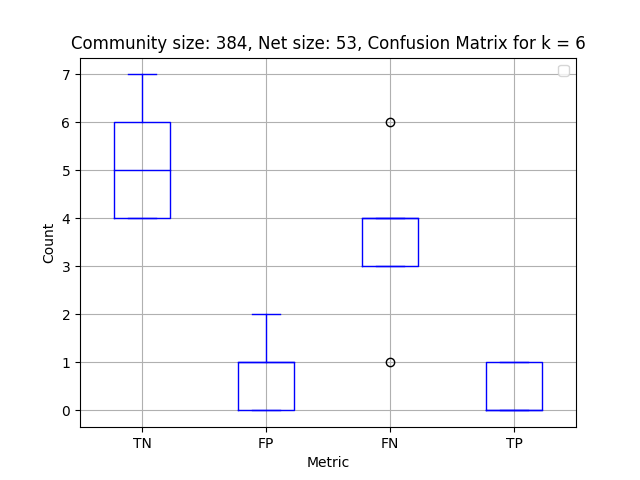 Community size: 384, Net size: 53, Confusion Matrix for k = 6
7
6
5
4
3
2
1
0
Count
TN
FP
FN
TP
Metric